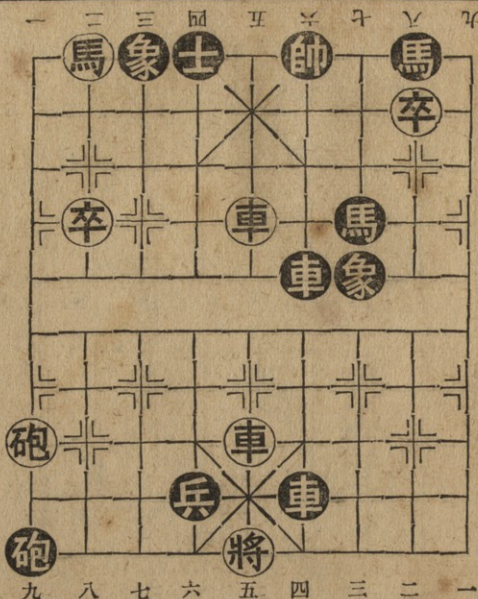 一 二 三 四 五 六 七 八 九
馬 象 士 帥 馬
卒
卒 車 馬
車 象
砲 車
兵 車
砲 將
九 八 七 六 五 四 三 二 一